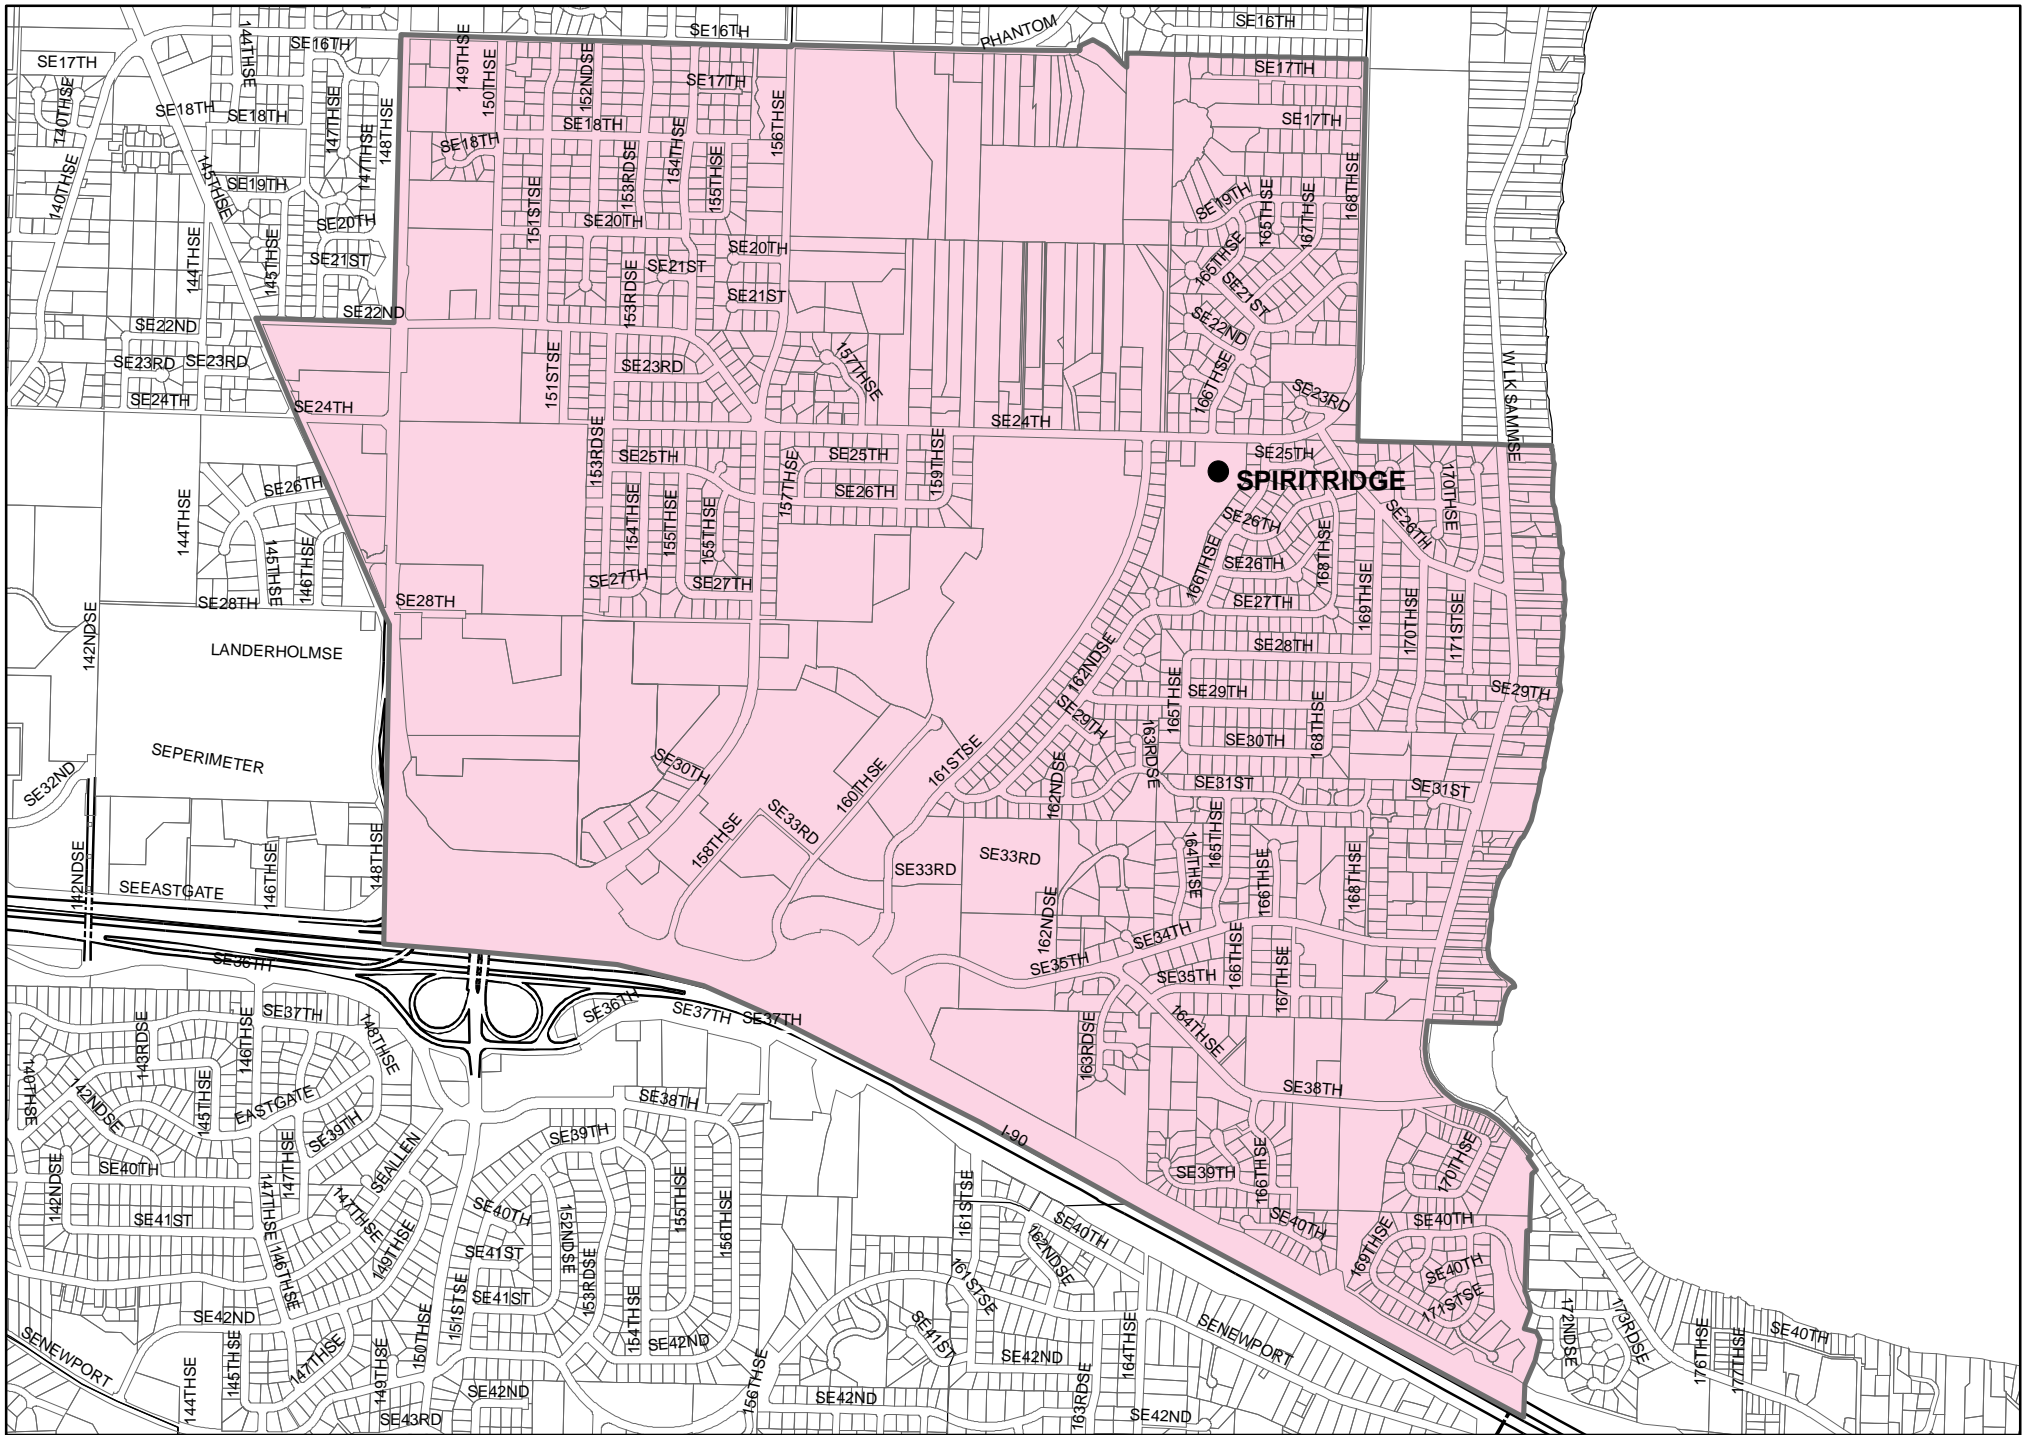 SE16TH
PHANTOM
SE16TH
144THSE
SE16TH
149THSE
150THSE
152NDSE
SE17TH
SE17TH
SE17TH
140THSE
SE18TH
SE18TH
147THSE
148THSE
SE18TH
SE18TH
154THSE
156THSE
SE17TH
140THSE
145THSE
SE19TH
147THSE
151STSE
153RDSE
155THSE
SE19TH
165THSE
167THSE
168THSE
SE20TH
SE20TH
SE20TH
144THSE
145THSE
SE21ST
153RDSE
SE21ST
SE21ST
165THSE
SE21ST
SE22ND
SE22ND
SE22ND
SE23RD
SE23RD
151STSE
SE23RD
157THSE
166THSE
SE23RD
W LK SAMMSE
SE24TH
SE24TH
SE24TH
153RDSE
SE25TH
157THSE
SE25TH
159THSE
SE25TH
SPIRITRIDGE
170THSE
144THSE
SE26TH
154THSE
155THSE
155THSE
SE26TH
SE26TH
SE26TH
145THSE
146THSE
SE27TH
SE27TH
166THSE
SE26TH
168THSE
169THSE
SE28TH
SE28TH
SE27TH
170THSE
171STSE
142NDSE
LANDERHOLMSE
162NDSE
SE28TH
SE29TH
165THSE
SE29TH
168THSE
SE29TH
SEPERIMETER
SE30TH
163RDSE
SE30TH
SE32ND
160THSE
161STSE
162NDSE
SE31ST
SE31ST
158THSE
SE33RD
SE33RD
SE33RD
164THSE
165THSE
166THSE
168THSE
142NDSE
SEEASTGATE
146THSE
148THSE
162NDSE
SE34TH
SE36TH
SE35TH
SE35TH
166THSE
167THSE
SE36TH
SE37TH
SE37TH
SE37TH
140THSE
143RDSE
146THSE
148THSE
163RDSE
164THSE
142NDSE
145THSE
EASTGATE
SE38TH
SE38TH
SE39TH
SE39TH
I-90
SE40TH
147THSE
SEALLEN
155THSE
SE39TH
166THSE
170THSE
142NDSE
SE41ST
147THSE
147THSE
149THSE
SE40TH
152NDSE
156THSE
161STSE
SE40TH
SE40TH
SE40TH
146THSE
SE41ST
153RDSE
162NDSE
169THSE
SE40TH
151STSE
SE41ST
161STSE
171STSE
SE42ND
150THSE
154THSE
SE42ND
SE41ST
SENEWPORT
172NDSE
173RDSE
SE40TH
SENEWPORT
145THSE
147THSE
SE42ND
164THSE
176THSE
177THSE
144THSE
149THSE
SE42ND
156THSE
SE42ND
163RDSE
SE43RD
SE42ND